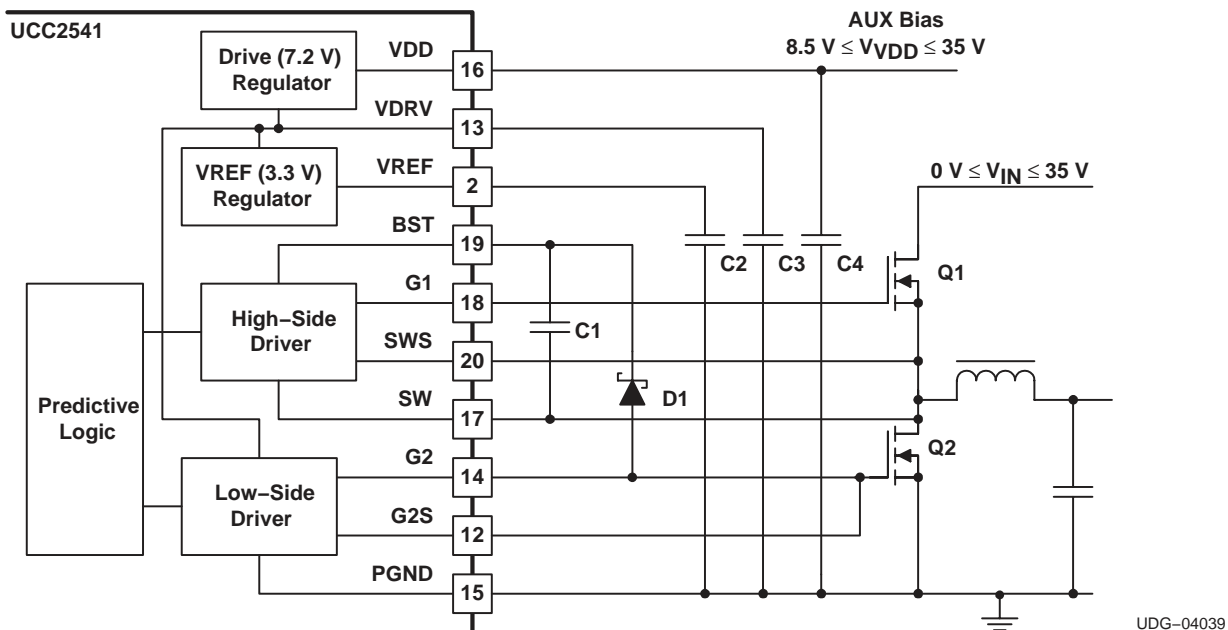 UCC2541
AUX Bias
8.5 V ≤ VVDD ≤ 35 V
Drive (7.2 V)
Regulator
VDD
16
VDRV
13
VREF (3.3 V)
Regulator
VREF
2
0 V ≤ VIN ≤ 35 V
BST
19
C2
C3
C4
Q1
G1
18
High−Side
Driver
C1
SWS
20
Predictive
Logic
SW
17
D1
G2
14
Q2
Low−Side
Driver
G2S
12
PGND
15
UDG−04039